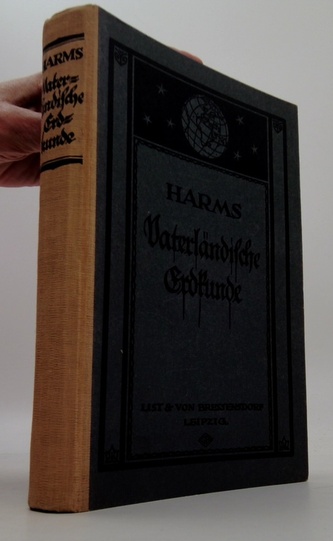 HARMS
Vater=
ländische
Erd=
kunde
HARMS
Vaterländische
Erdkunde
LIST & VON BRESSENSDORF
LEIPZIG